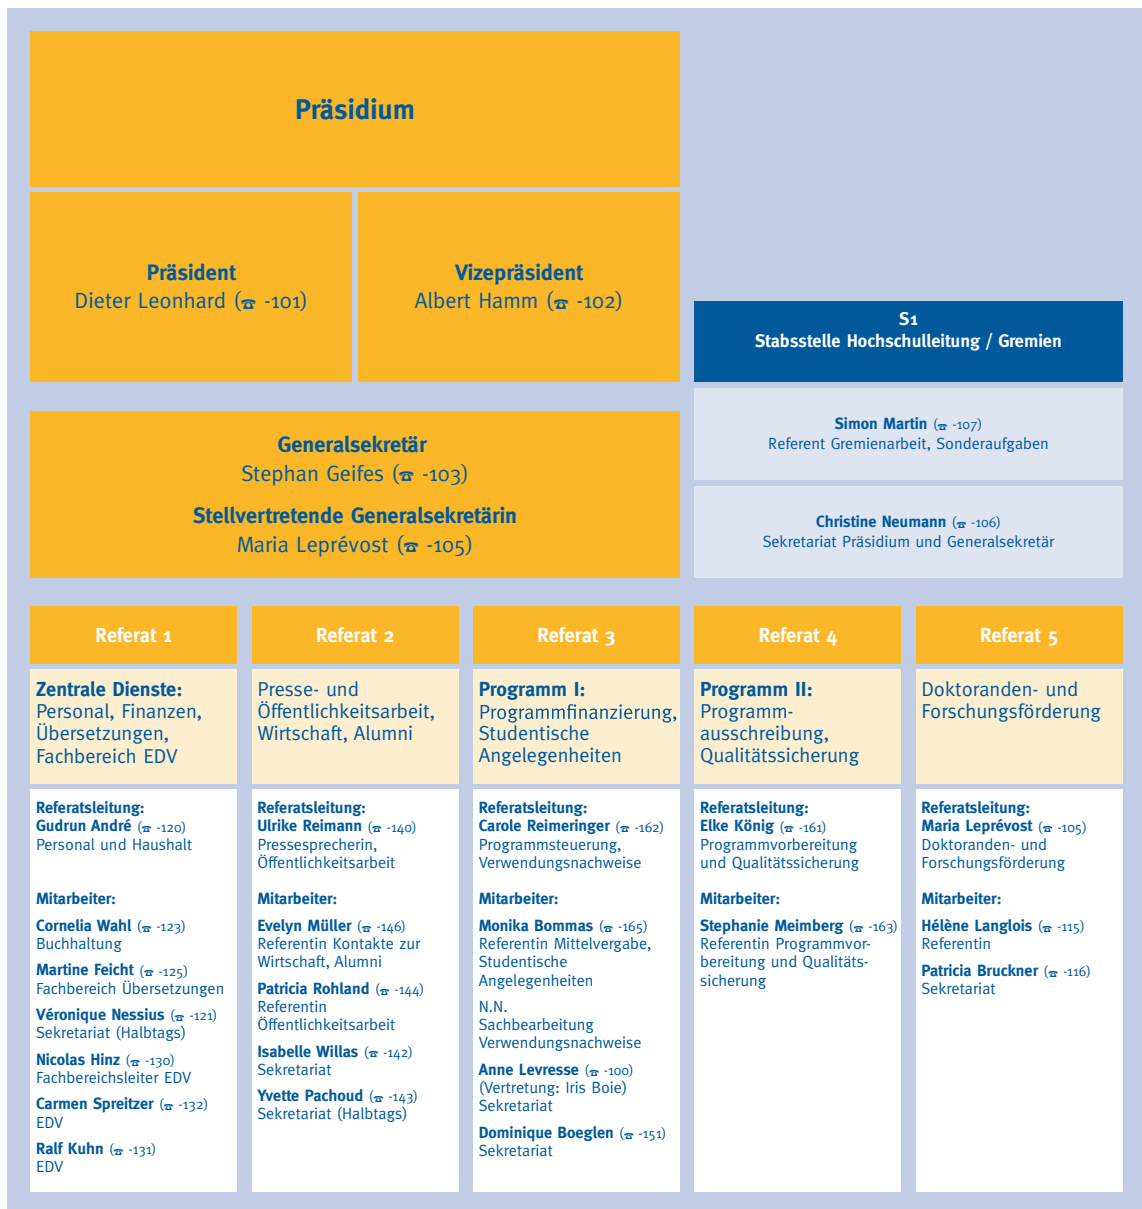 Präsidium
Präsident
Dieter Leonhard (☎ -101)
Vizepräsident
Albert Hamm (☎ -102)
S1
Stabsstelle Hochschulleitung / Gremien
Simon Martin (☎ -107)
Referent Gremienarbeit, Sonderaufgaben
Christine Neumann (☎ -106)
Sekretariat Präsidium und Generalsekretär
Generalsekretär
Stephan Geifes (☎ -103)
Stellvertretende Generalsekretärin
Maria Leprévost (☎ -105)
Referat 1
Zentrale Dienste:
Personal, Finanzen,
Übersetzungen,
Fachbereich EDV
Referatsleitung:
Gudrun André (☎ -120)
Personal und Haushalt
Mitarbeiter:
Cornelia Wahl (☎ -123)
Buchhaltung
Martine Feicht (☎ -125)
Fachbereich Übersetzungen
Véronique Nessius (☎ -121)
Sekretariat (Halbtags)
Nicolas Hinz (☎ -130)
Fachbereichsleiter EDV
Carmen Spreitzer (☎ -132)
EDV
Ralf Kuhn (☎ -131)
EDV
Referat 2
Presse- und
Öffentlichkeitsarbeit,
Wirtschaft, Alumni
Referatsleitung:
Ulrike Reimann (☎ -140)
Pressesprecherin,
Öffentlichkeitsarbeit
Mitarbeiter:
Evelyn Müller (☎ -146)
Referentin Kontakte zur
Wirtschaft, Alumni
Patricia Rohland (☎ -144)
Referentin
Öffentlichkeitsarbeit
Isabelle Willas (☎ -142)
Sekretariat
Yvette Pachoud (☎ -143)
Sekretariat (Halbtags)
Referat 3
Programm I:
Programmfinanzierung,
Studentische
Angelegenheiten
Referatsleitung:
Carole Reimeringer (☎ -162)
Programmsteuerung,
Verwendungsnachweise
Mitarbeiter:
Monika Bommas (☎ -165)
Referentin Mittelvergabe,
Studentische
Angelegenheiten
N.N.
Sachbearbeitung
Verwendungsnachweise
Anne Levresse (☎ -100)
(Vertretung: Iris Boie)
Sekretariat
Dominique Boeglen (☎ -151)
Sekretariat
Referat 4
Programm II:
Programm-
ausschreibung,
Qualitätssicherung
Referatsleitung:
Elke König (☎ -161)
Programmvorbereitung
und Qualitätssicherung
Mitarbeiter:
Stephanie Meimberg (☎ -163)
Referentin Programmvor-
bereitung und Qualitäts-
sicherung
Referat 5
Doktoranden- und
Forschungsförderung
Referatsleitung:
Maria Leprévost (☎ -105)
Doktoranden- und
Forschungsförderung
Mitarbeiter:
Hélène Langlois (☎ -115)
Referentin
Patricia Bruckner (☎ -116)
Sekretariat